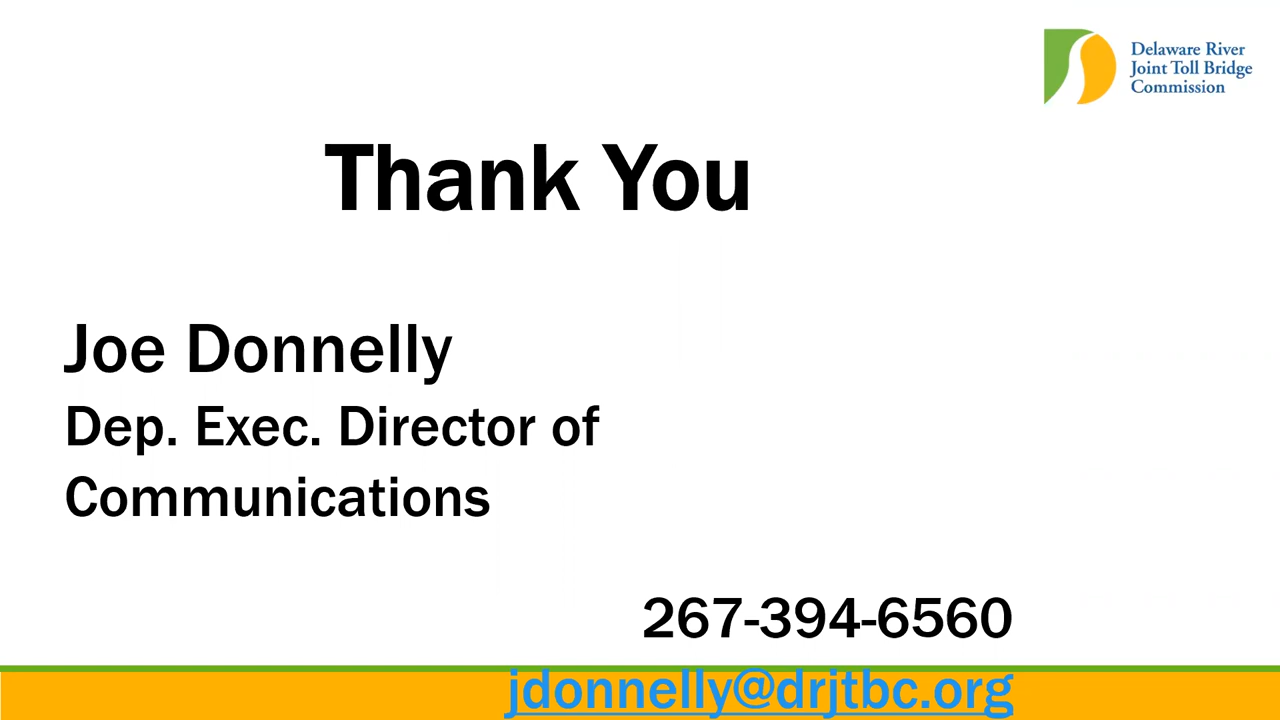 Delaware River
Joint Toll Bridge
Commission
Thank You
Joe Donnelly
Dep. Exec. Director of
Communications
267-394-6560
jdonnelly@drjtbc.org